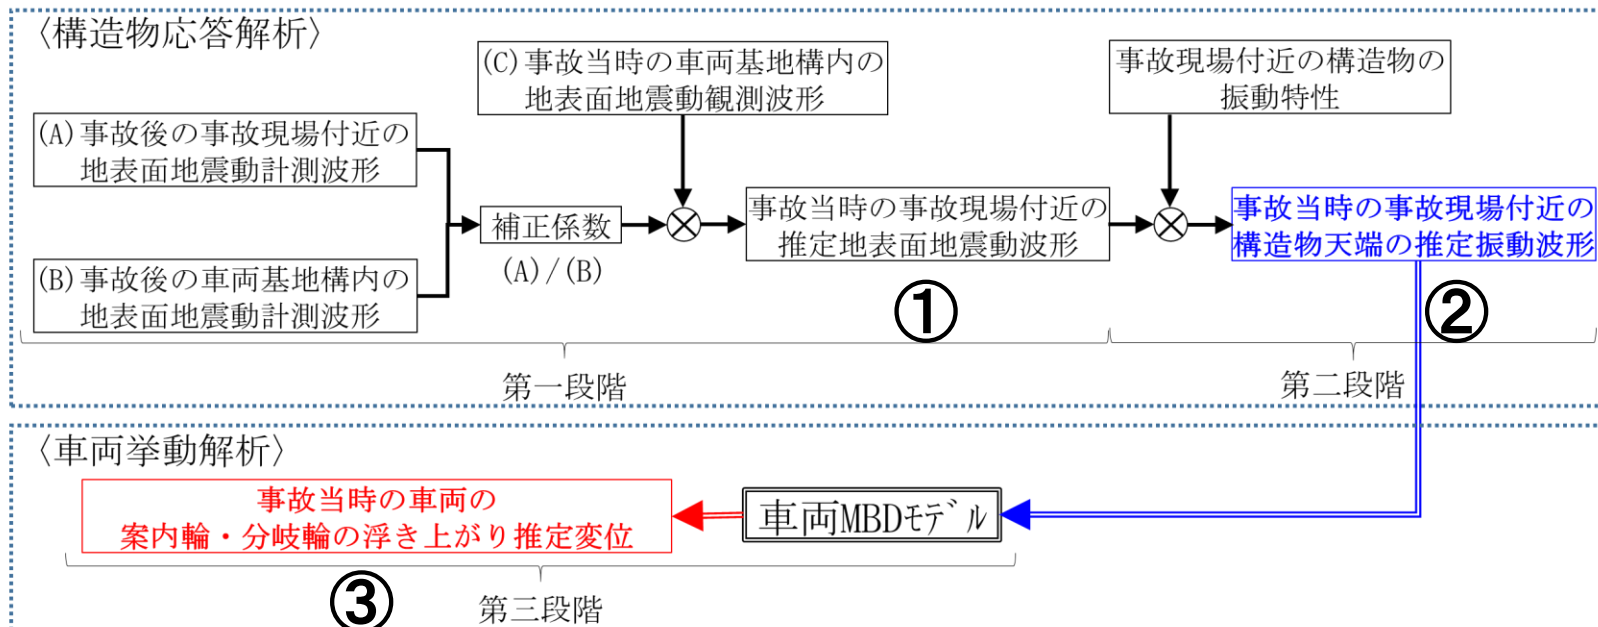 〈構造物応答解析〉
(C)事故当時の車両基地構内の
地表面地震動観測波形
事故現場付近の構造物の
振動特性
(A)事故後の事故現場付近の
地表面地震動計測波形
補正係数
(A)/(B)
事故当時の事故現場付近の
推定地表面地震動波形
事故当時の事故現場付近の
構造物天端の推定振動波形
(B)事故後の車両基地構内の
地表面地震動計測波形
①
②
第一段階
第二段階
〈車両挙動解析〉
事故当時の車両の
案内輪・分岐輪の浮き上がり推定変位
車両MBDモデル
③
第三段階